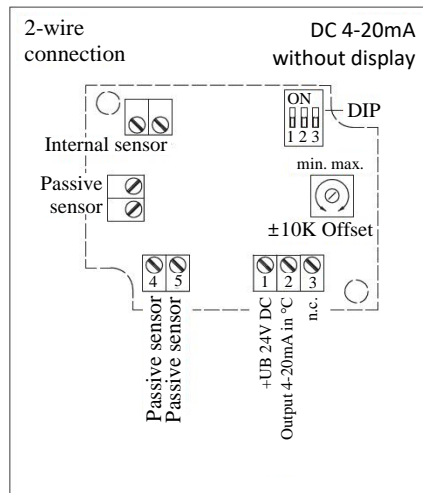 2-wire
connection
DC 4-20mA
without display
ON
1 2 3
DIP
Internal sensor
Passive
sensor
min. max.
±10K Offset
4
5
1
2
3
Passive sensor
Passive sensor
+UB 24V DC
Output 4-20mA in °C
n.c.